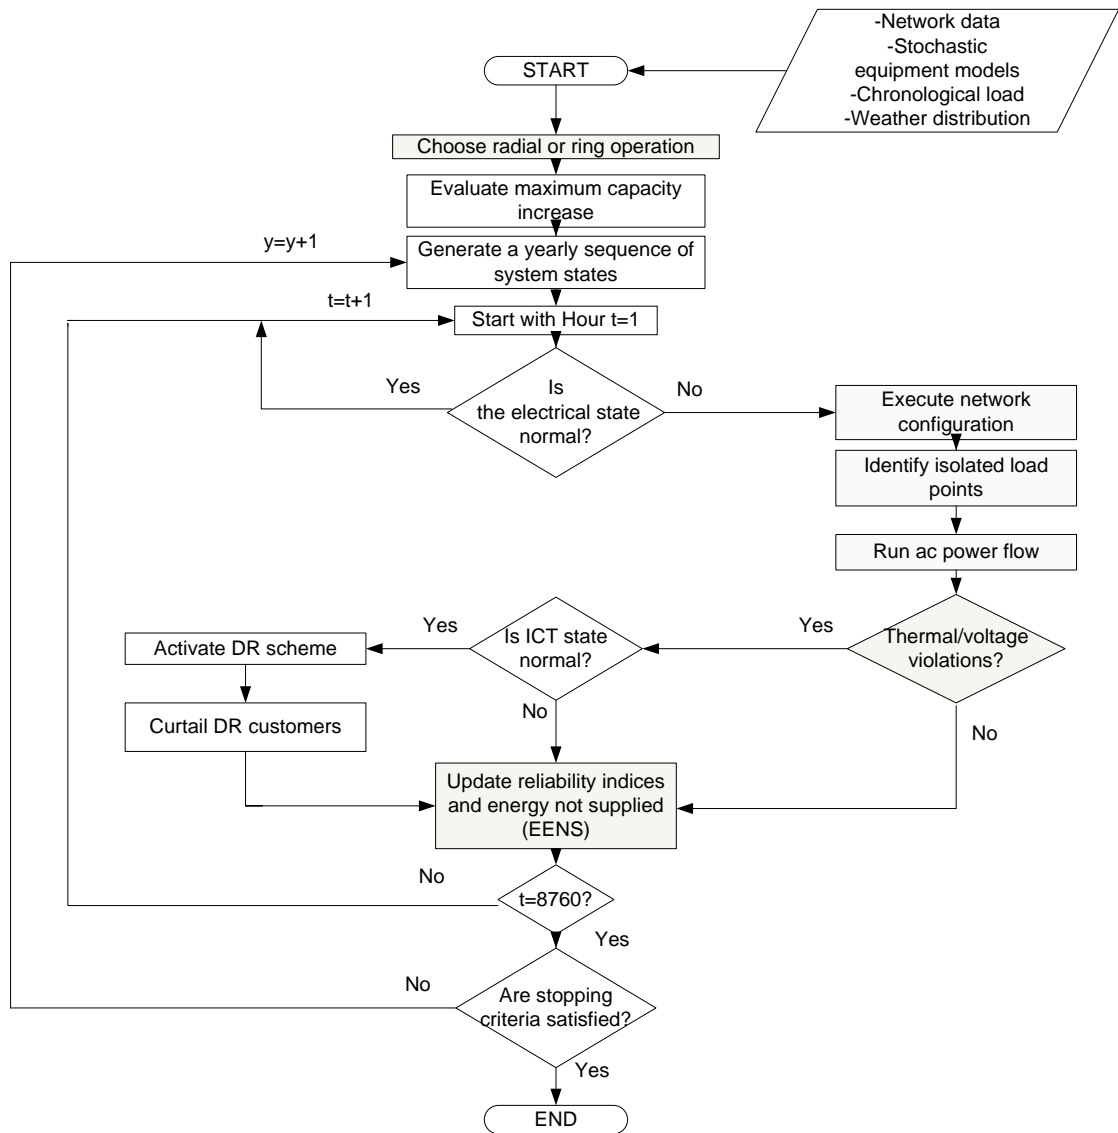 -Network data
-Stochastic
equipment models
-Chronological load
-Weather distribution
START
Choose radial or ring operation
Evaluate maximum capacity
increase
y=y+1
Generate a yearly sequence of
system states
t=t+1
Start with Hour t=1
Yes
Is
the electrical state
normal?
No
Execute network
configuration
Identify isolated load
points
Run ac power flow
Thermal/voltage
violations?
Yes
No
Is ICT state
normal?
Yes
No
Activate DR scheme
Curtail DR customers
Update reliability indices
and energy not supplied
(EENS)
No
t=8760?
Yes
No
Are stopping
criteria satisfied?
Yes
END